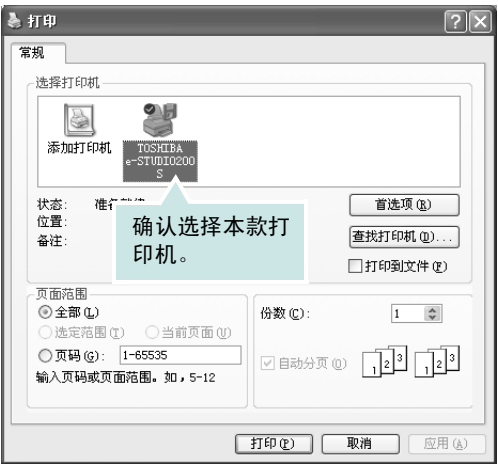 打印
常规
选择打印机
添加打印机
TOSHIBA
e-STUDIO200
S
状态:
位置:
备注:
确认选择本款打
印机。
首选项(R)
查找打印机(D)...
打印到文件(F)
页面范围
全部(L)
选定范围(T) 当前页面(U)
页码(G): 1-65535
输入页码或页面范围。如，5-12
份数(C): 1
自动分页(O)
1 2 3 1 2 3
打印(P) 取消 应用(A)